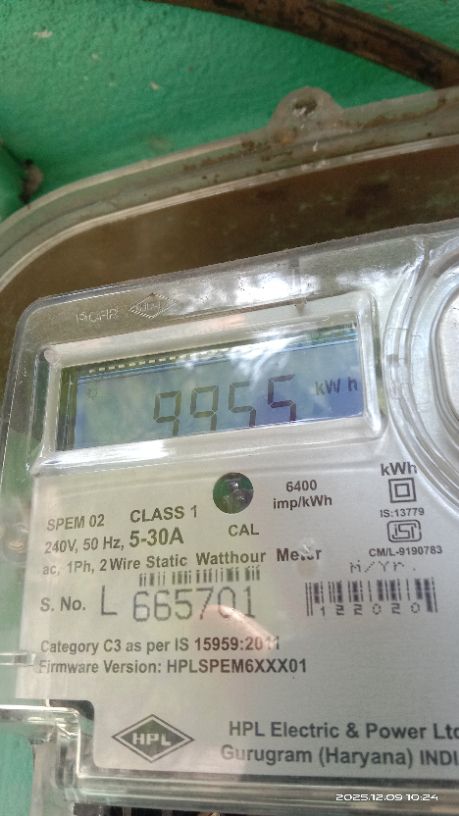 9955 kWh
6400
imp/kWh
kWh
IS:13779
CM/L-9190783
SPEM 02 CLASS 1
240V, 50 Hz, 5-30A CAL
ac, 1Ph, 2 Wire Static Watthour Meter
M/Yr.
S. No. L 665701
122020
Category C3 as per IS 15959:2011
Firmware Version: HPLSPEM6XXX01
HPL
HPL Electric & Power Ltd
Gurugram (Haryana) INDI
2025.12.09 10:24